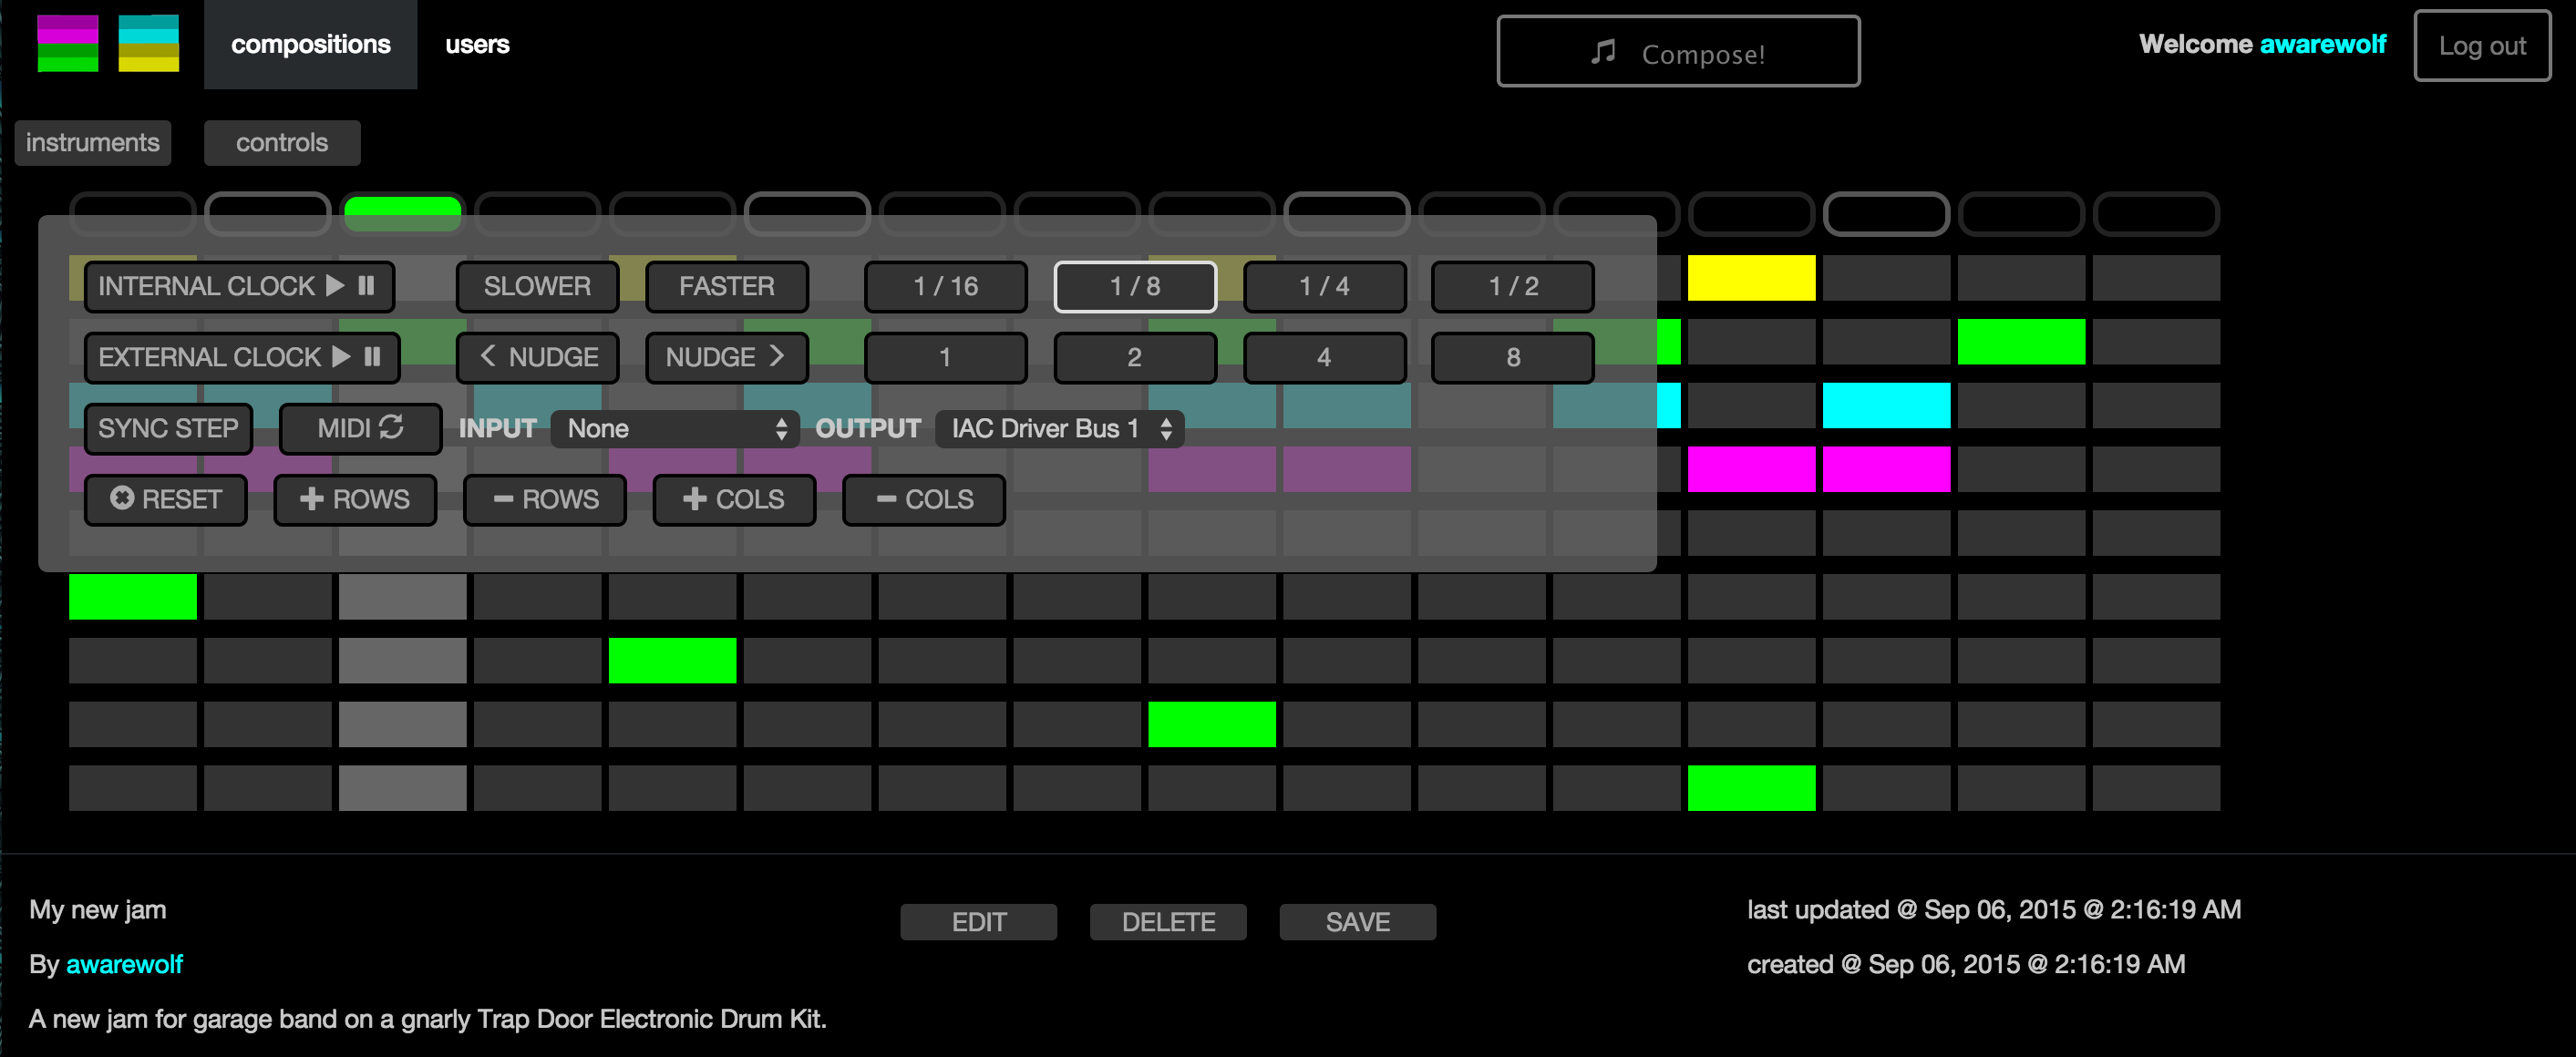 compositions users Compose! Welcome awarewolf Log out
instruments controls
INTERNAL CLOCK SLOWER FASTER 1 / 16 1 / 8 1 / 4 1 / 2
EXTERNAL CLOCK < NUDGE NUDGE > 1 2 4 8
SYNC STEP MIDI INPUT None OUTPUT IAC Driver Bus 1
RESET + ROWS − ROWS + COLS − COLS
My new jam EDIT DELETE SAVE last updated @ Sep 06, 2015 @ 2:16:19 AM
By awarewolf created @ Sep 06, 2015 @ 2:16:19 AM
A new jam for garage band on a gnarly Trap Door Electronic Drum Kit.